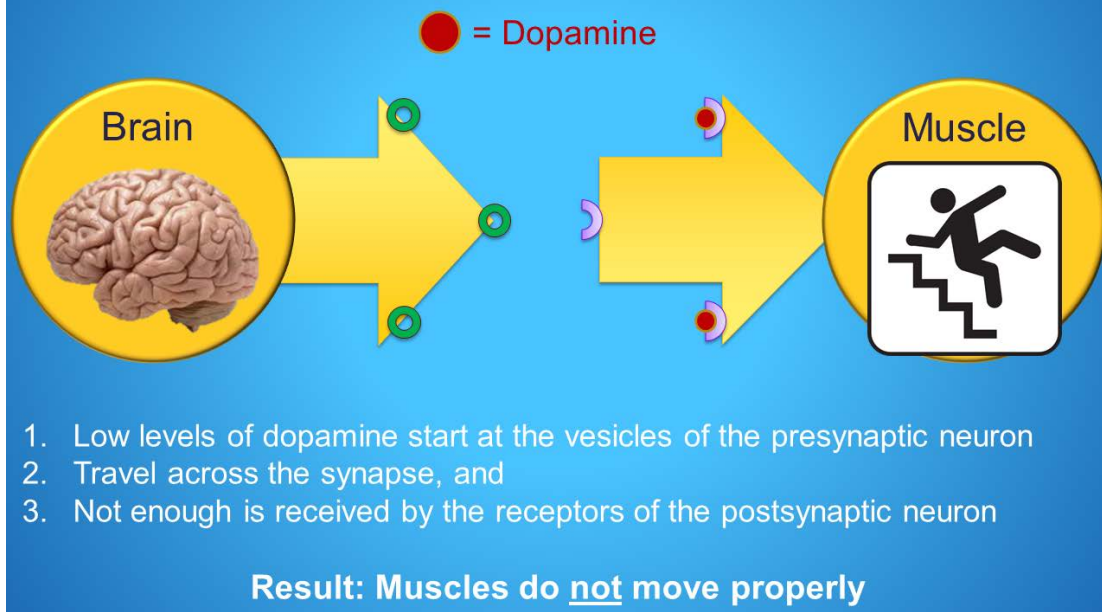 = Dopamine
Brain
Muscle
1. Low levels of dopamine start at the vesicles of the presynaptic neuron
2. Travel across the synapse, and
3. Not enough is received by the receptors of the postsynaptic neuron
Result: Muscles do not move properly